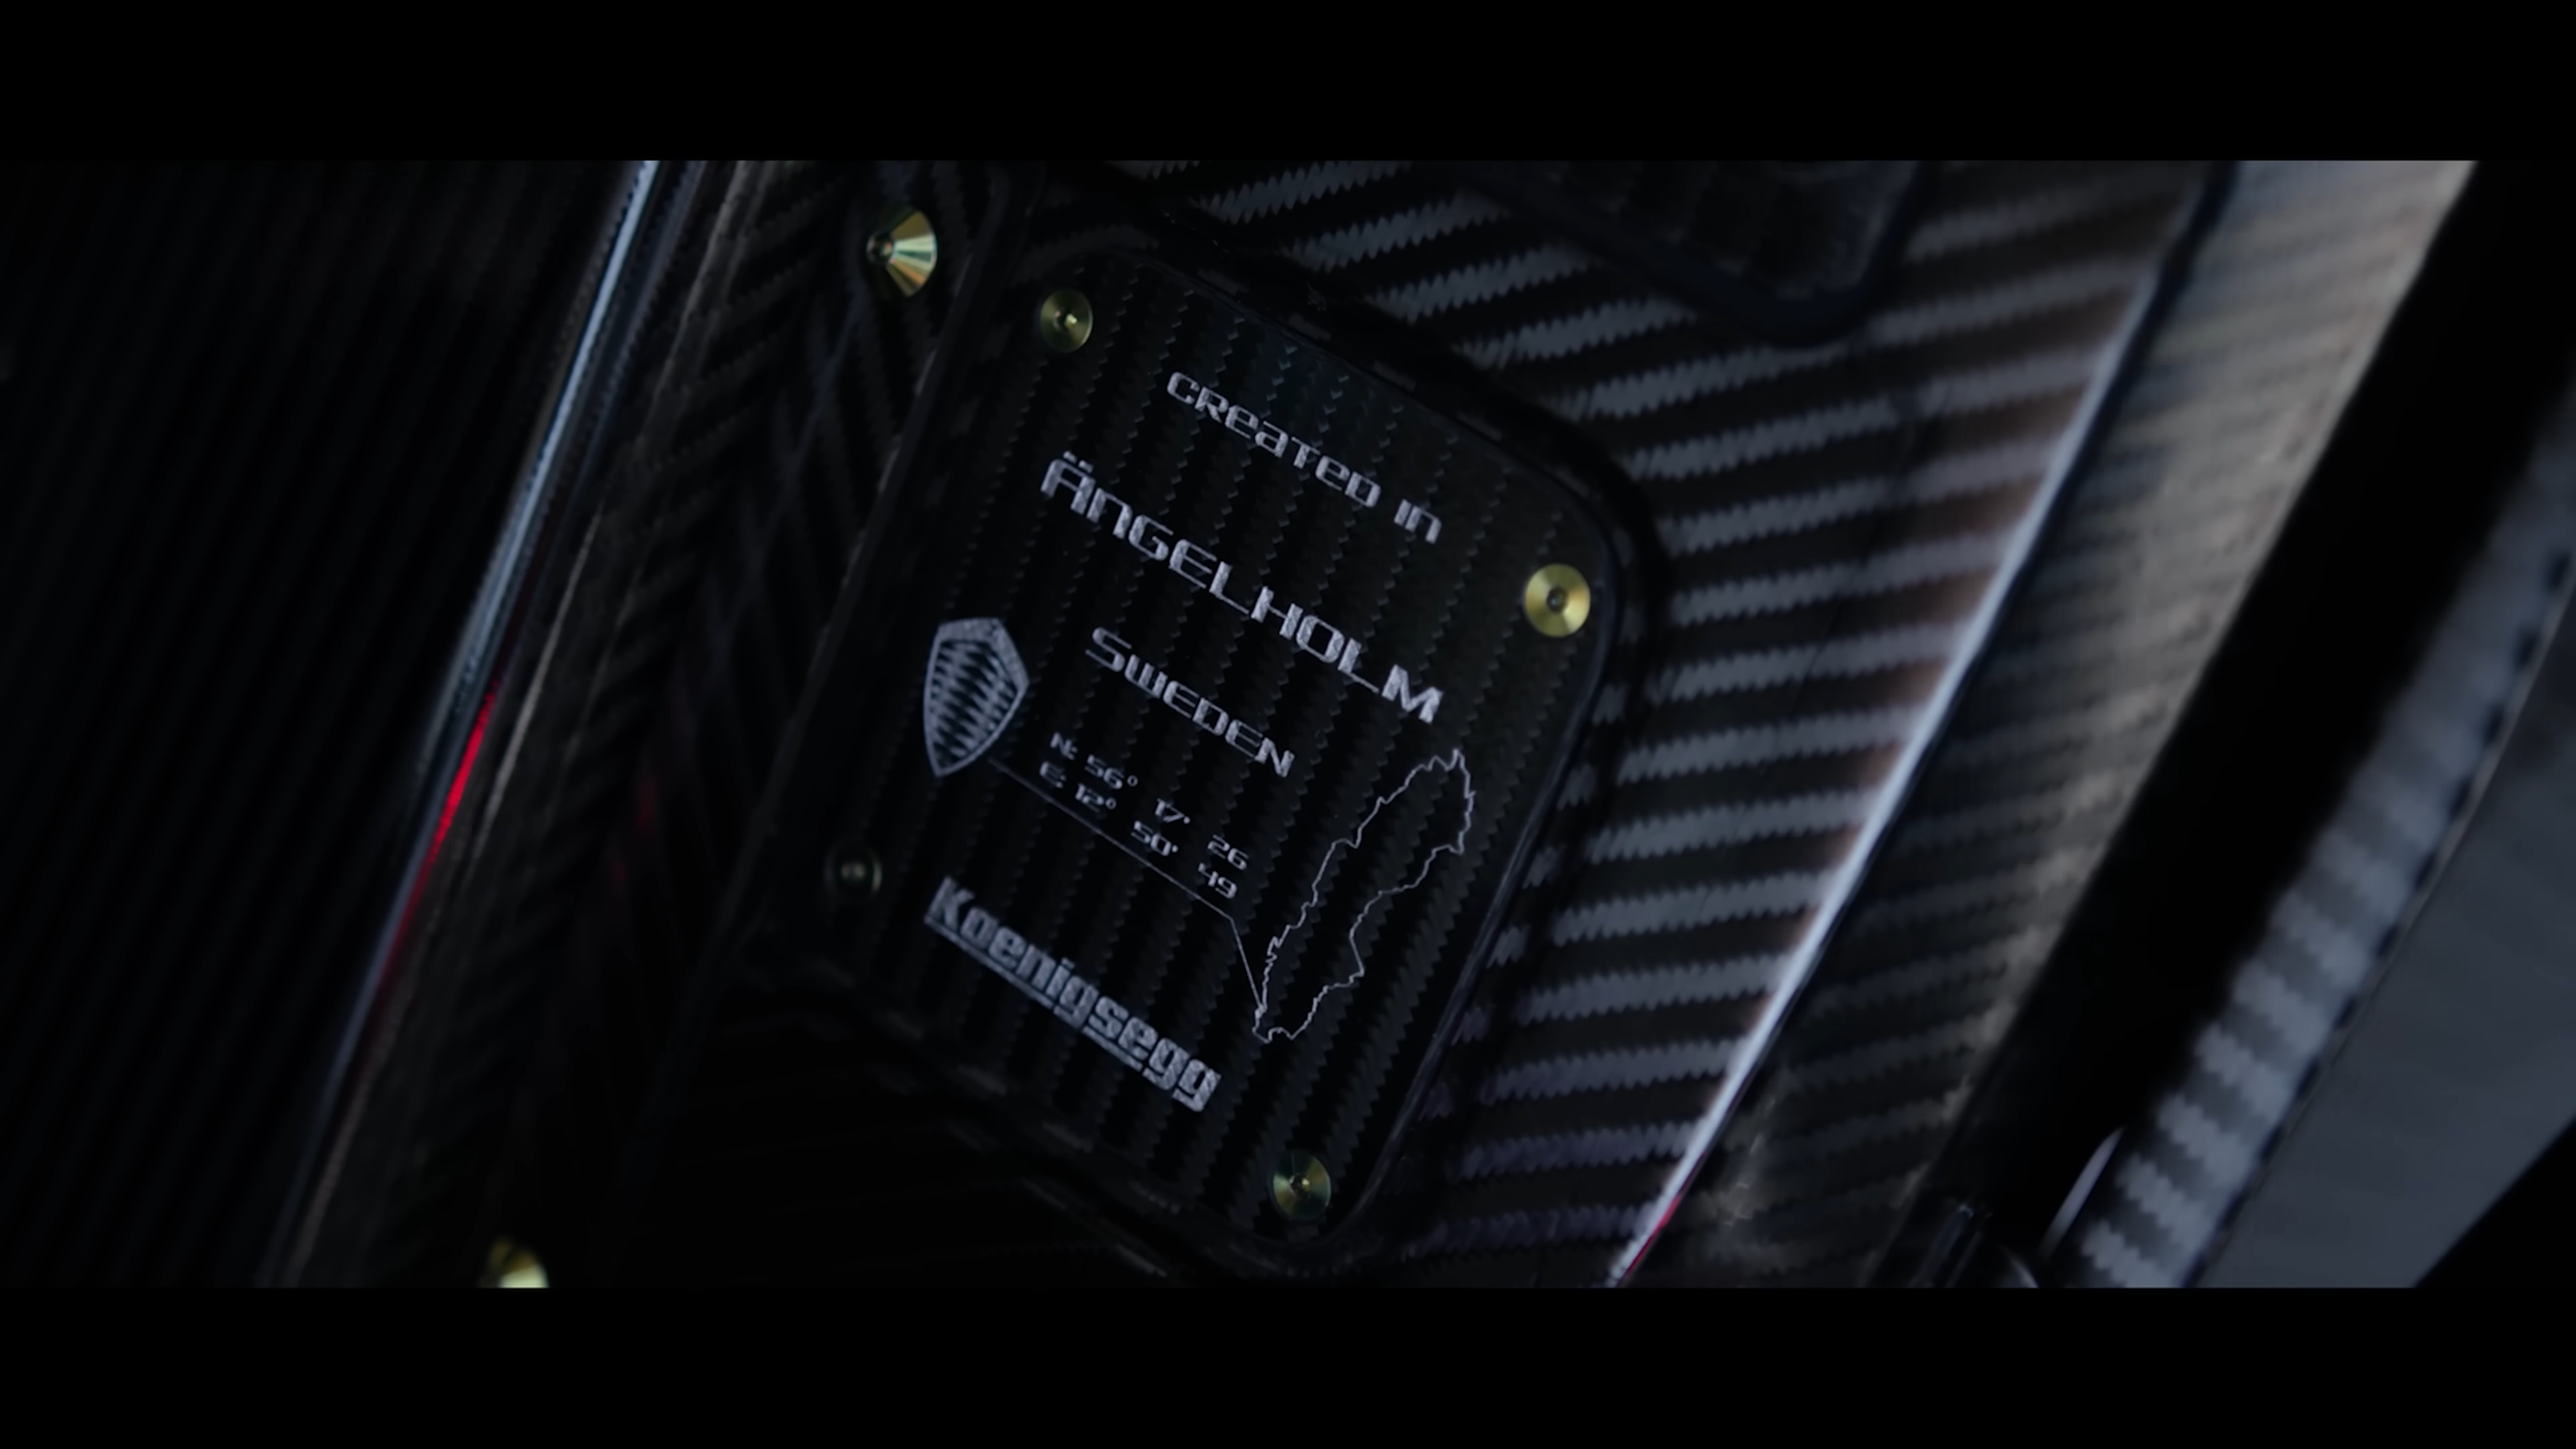 CREATED IN
ÄNGELHOLM
SWEDEN
N: 56° 17' 26
E: 12° 50' 49
Koenigsegg